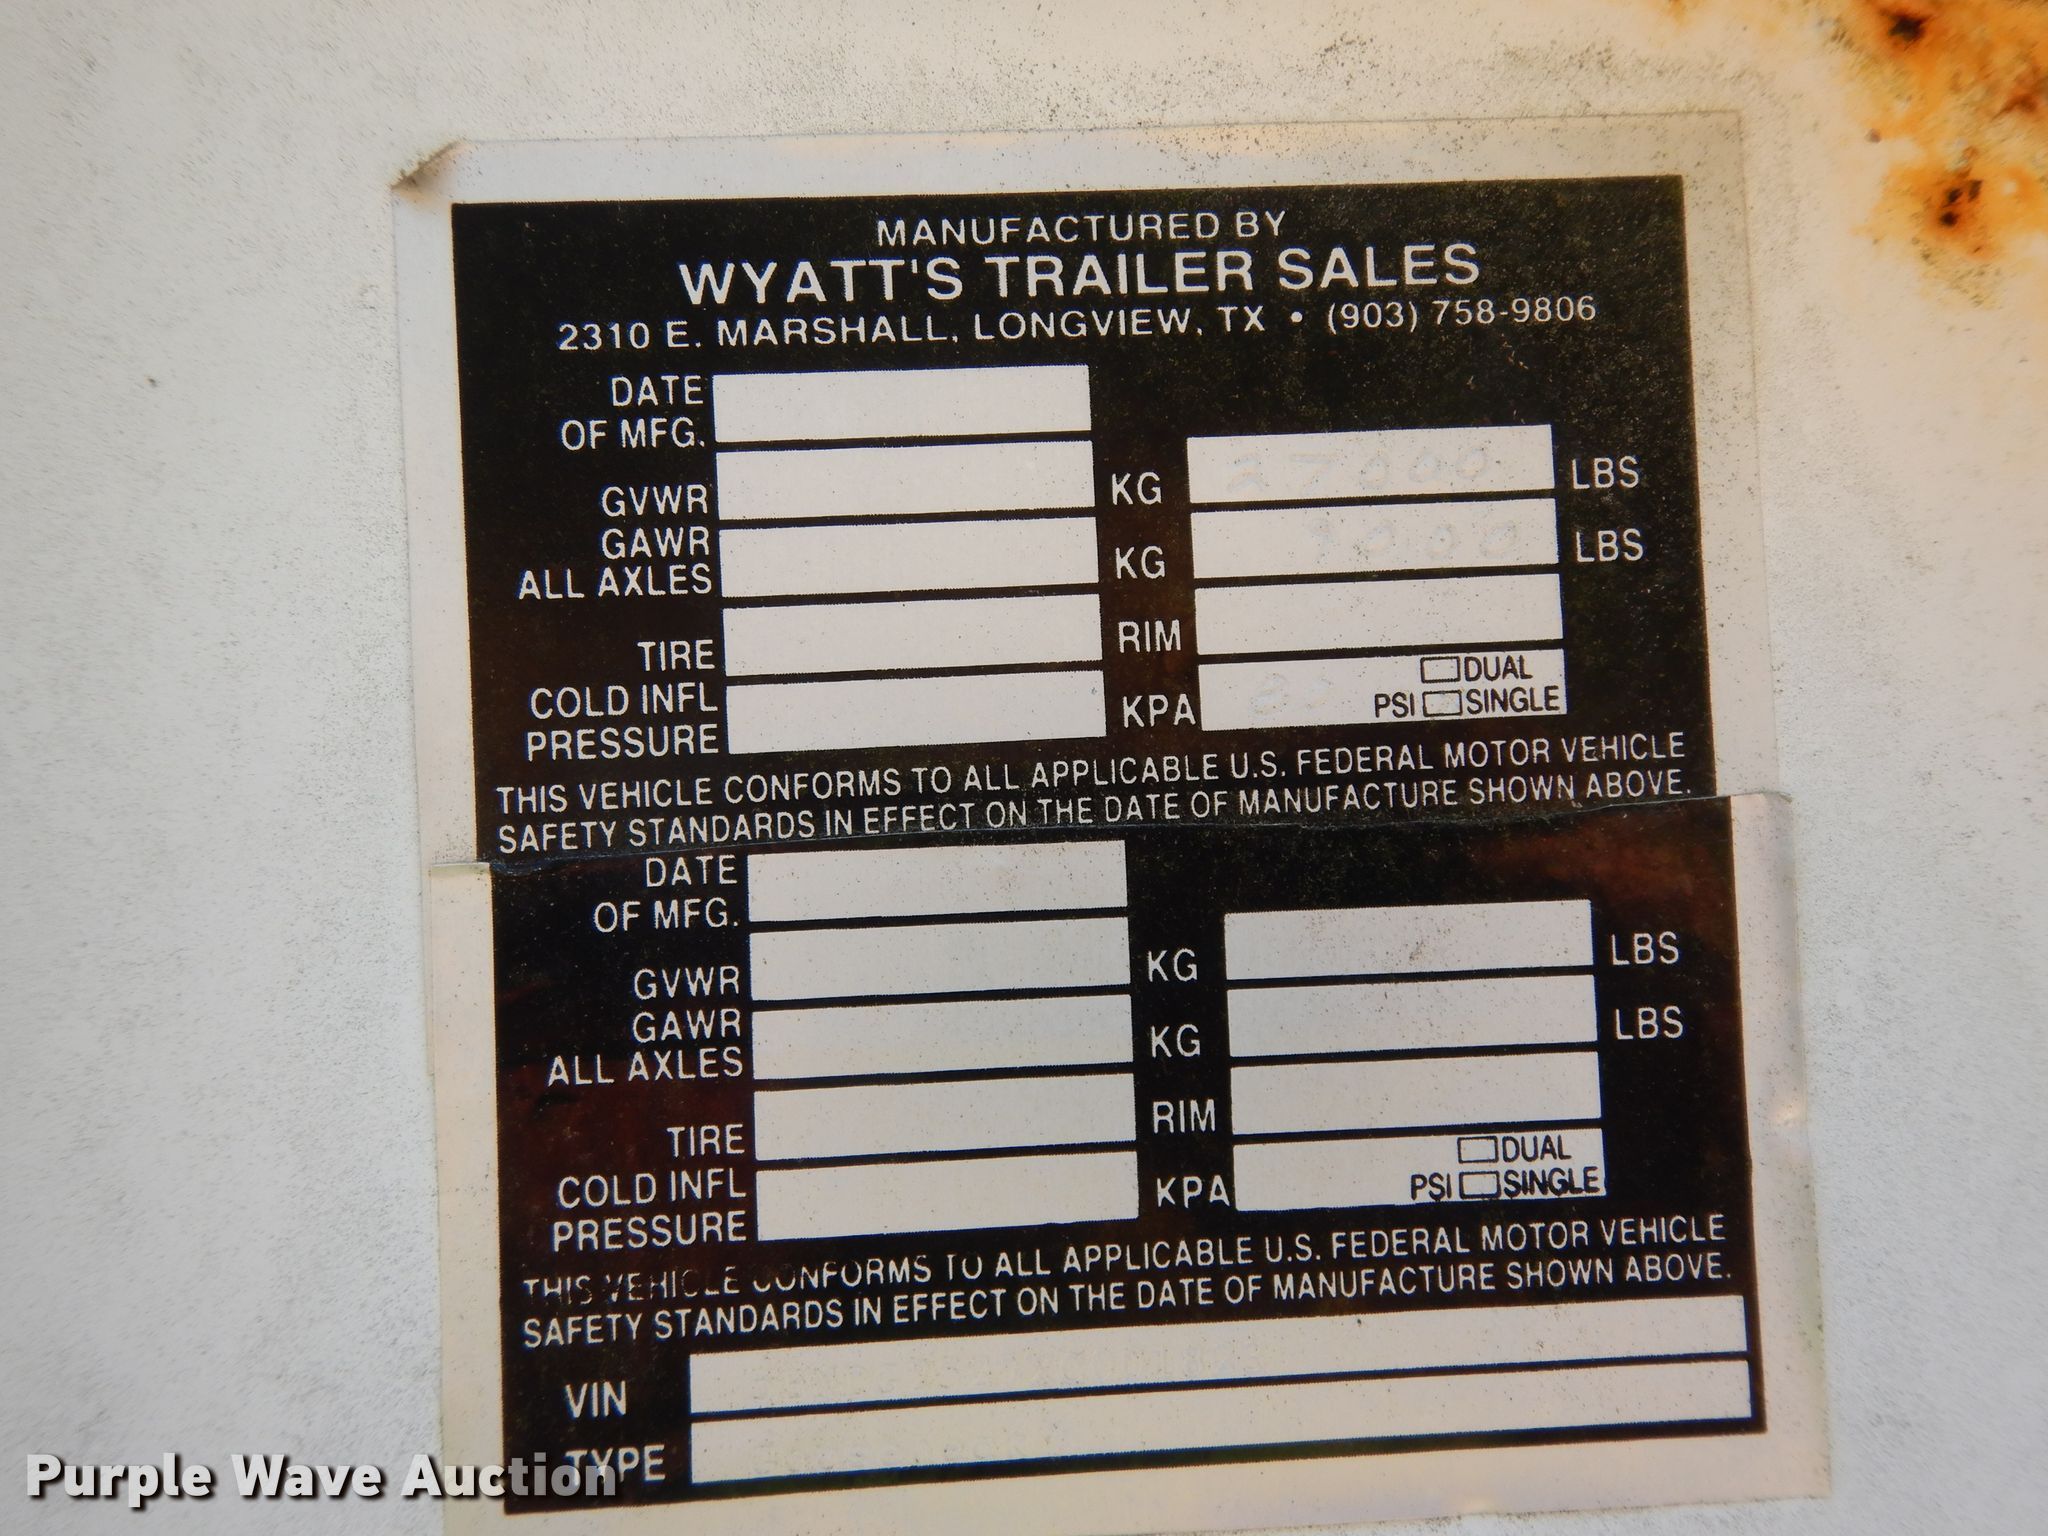 MANUFACTURED BY
WYATT'S TRAILER SALES
2310 E. MARSHALL, LONGVIEW, TX • (903) 758-9806
DATE
OF MFG.
GVWR KG 27000 LBS
GAWR
ALL AXLES KG LBS
TIRE RIM
COLD INFL
PRESSURE KPA PSI DUAL
SINGLE
THIS VEHICLE CONFORMS TO ALL APPLICABLE U.S. FEDERAL MOTOR VEHICLE
SAFETY STANDARDS IN EFFECT ON THE DATE OF MANUFACTURE SHOWN ABOVE.
DATE
OF MFG.
GVWR KG LBS
GAWR
ALL AXLES KG LBS
TIRE RIM
COLD INFL
PRESSURE KPA PSI DUAL
SINGLE
THIS VEHICLE CONFORMS TO ALL APPLICABLE U.S. FEDERAL MOTOR VEHICLE
SAFETY STANDARDS IN EFFECT ON THE DATE OF MANUFACTURE SHOWN ABOVE.
VIN
TYPE
Purple Wave Auction